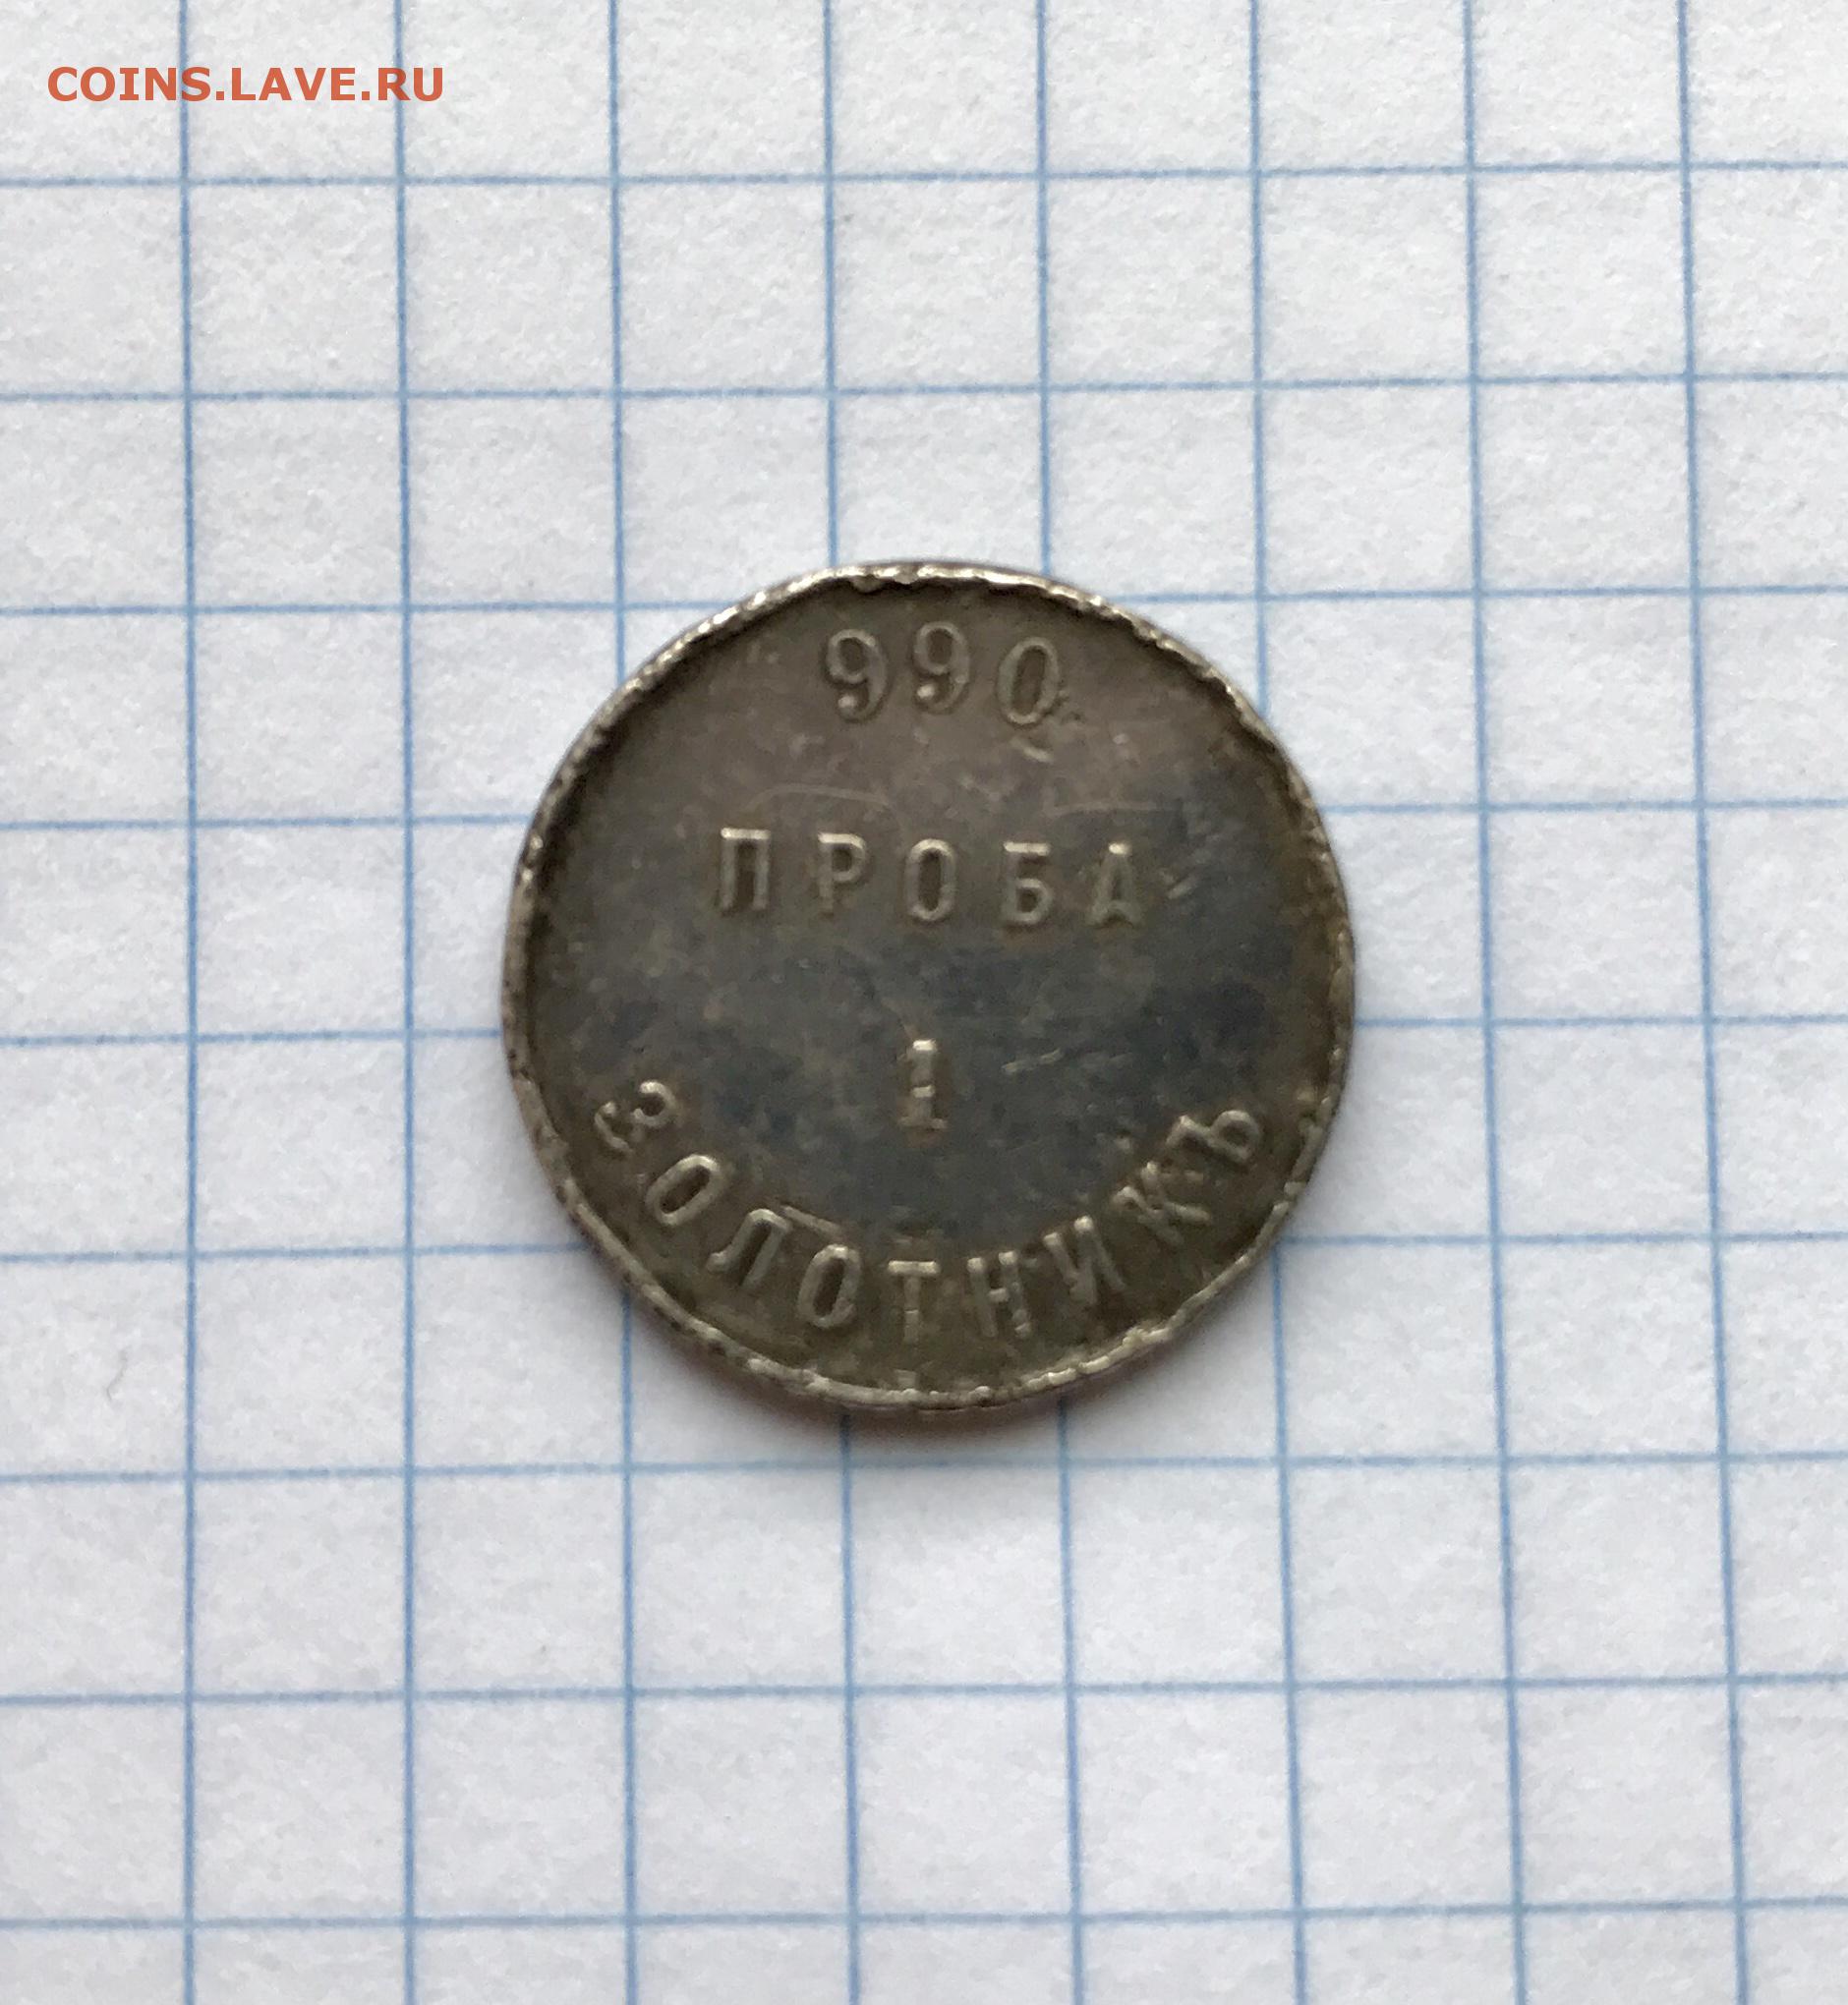 COINS.LAVE.RU
990
ПРОБА
1
ЗОЛОТНИКЪ